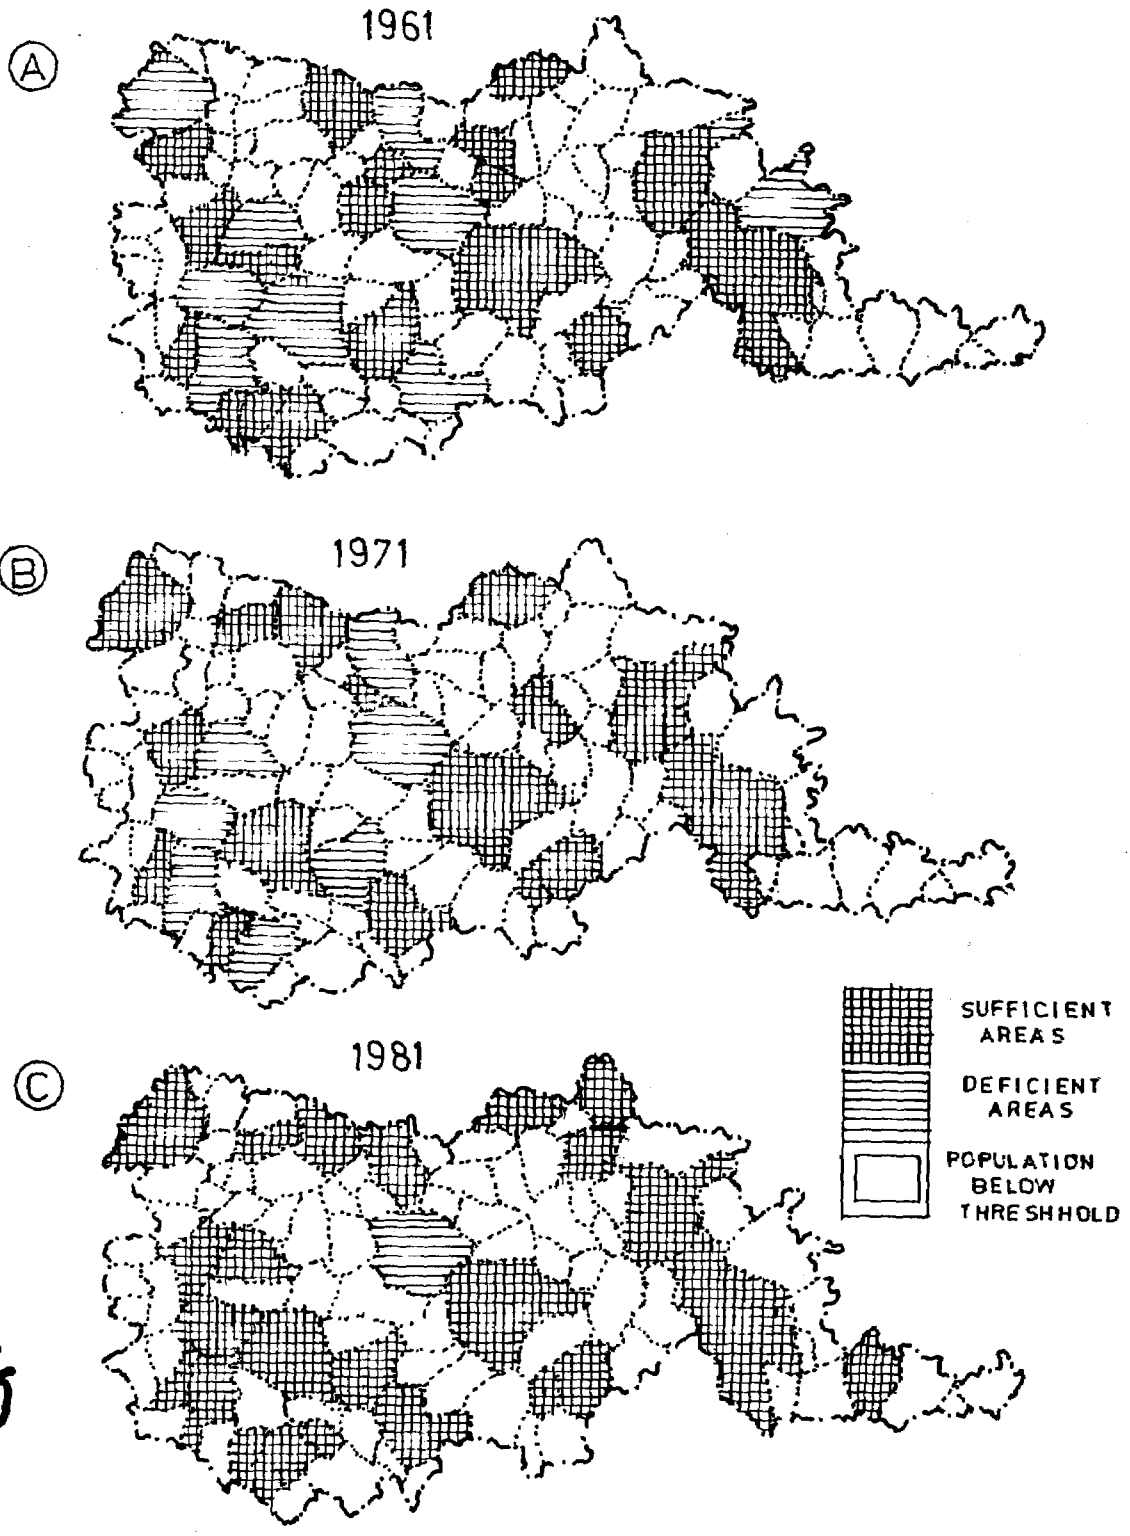 1961
A
1971
B
SUFFICIENT
AREAS
1981
C
DEFICIENT
AREAS
POPULATION
BELOW
THRESHHOLD